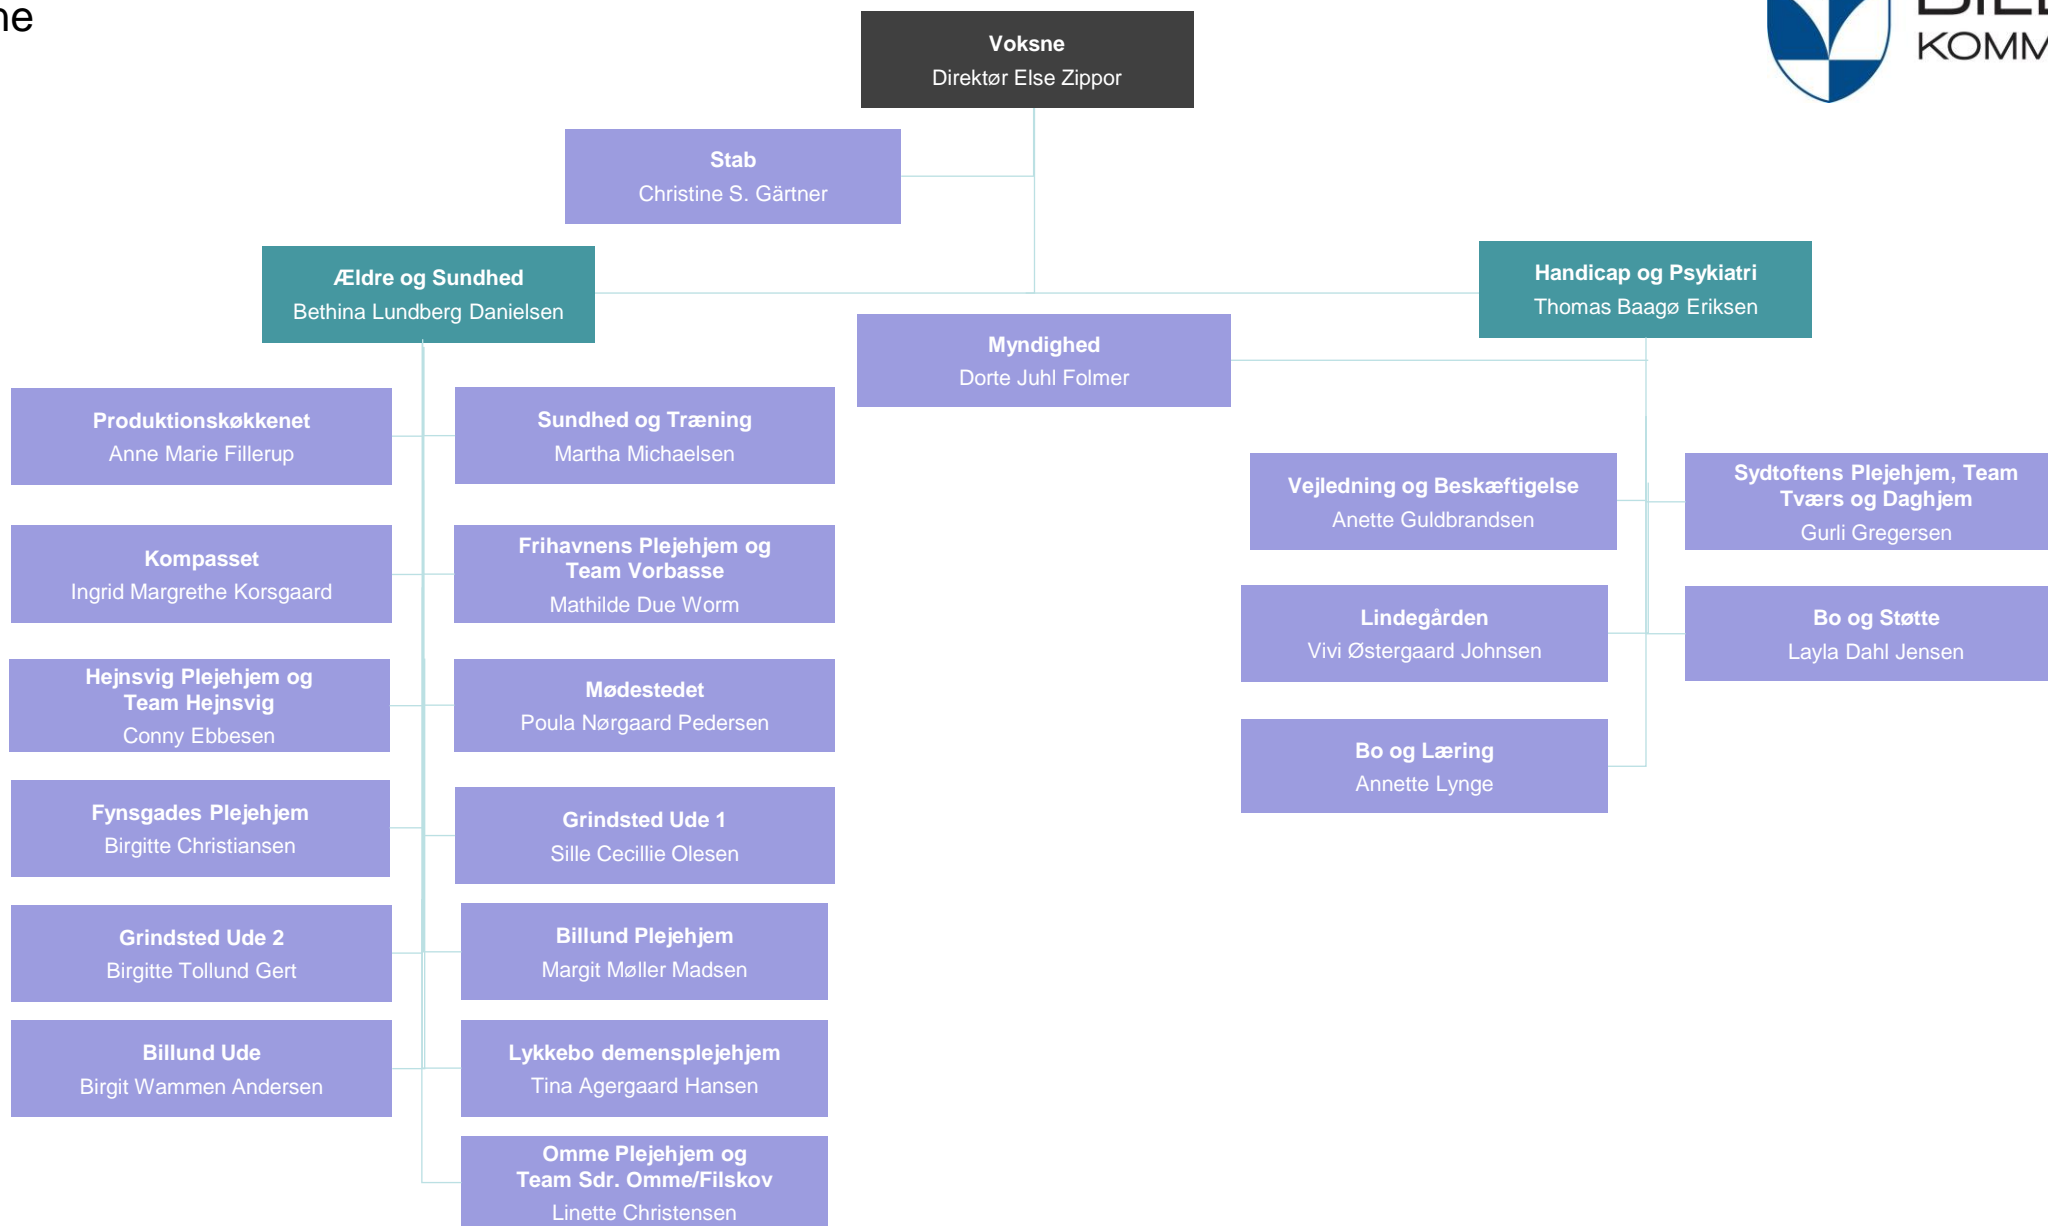 Voksne
Direktør Else Zippor
Stab
Christine S. Gärtner
Ældre og Sundhed
Bethina Lundberg Danielsen
Handicap og Psykiatri
Thomas Baagø Eriksen
Myndighed
Dorte Juhl Folmer
Produktionskøkkenet
Anne Marie Fillerup
Sundhed og Træning
Martha Michaelsen
Kompasset
Ingrid Margrethe Korsgaard
Frihavnens Plejehjem og
Team Vorbasse
Mathilde Due Worm
Hejnsvig Plejehjem og
Team Hejnsvig
Conny Ebbesen
Mødestedet
Poula Nørgaard Pedersen
Fynsgades Plejehjem
Birgitte Christiansen
Grindsted Ude 1
Sille Cecillie Olesen
Grindsted Ude 2
Birgitte Tollund Gert
Billund Plejehjem
Margit Møller Madsen
Billund Ude
Birgit Wammen Andersen
Lykkebo demensplejehjem
Tina Agergaard Hansen
Omme Plejehjem og
Team Sdr. Omme/Filskov
Linette Christensen
Vejledning og Beskæftigelse
Anette Guldbrandsen
Sydtoftens Plejehjem, Team
Tværs og Daghjem
Gurli Gregersen
Lindegården
Vivi Østergaard Johnsen
Bo og Støtte
Layla Dahl Jensen
Bo og Læring
Annette Lynge